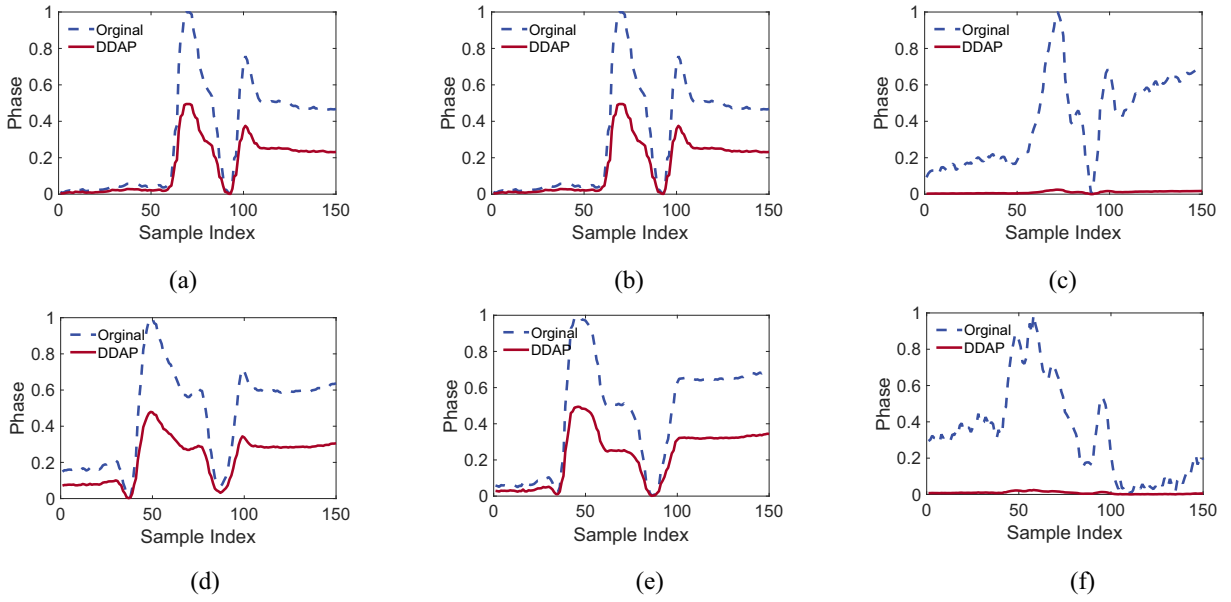 1
0.8
0.6
0.4
0.2
0
Phase
Orginal
DDAP
0 50 100 150
Sample Index
(a)
1
0.8
0.6
0.4
0.2
0
Phase
Orginal
DDAP
0 50 100 150
Sample Index
(b)
1
0.8
0.6
0.4
0.2
0
Phase
Orginal
DDAP
0 50 100 150
Sample Index
(c)
1
0.8
0.6
0.4
0.2
0
Phase
Orginal
DDAP
0 50 100 150
Sample Index
(d)
1
0.8
0.6
0.4
0.2
0
Phase
Orginal
DDAP
0 50 100 150
Sample Index
(e)
1
0.8
0.6
0.4
0.2
0
Phase
Orginal
DDAP
0 50 100 150
Sample Index
(f)